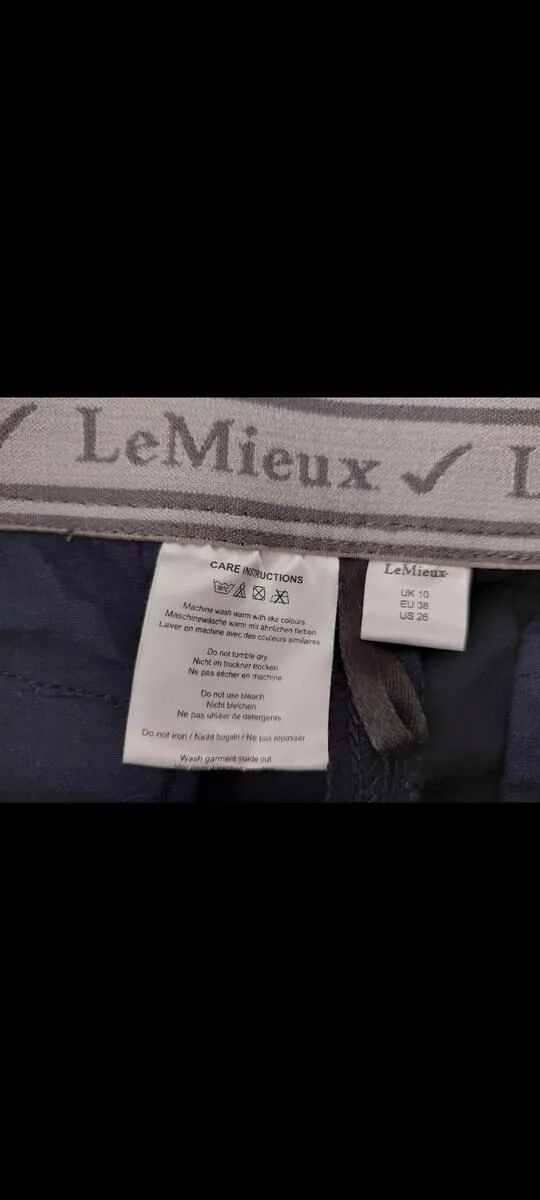 LeMieux
L
CARE INSTRUCTIONS
30°C
Machine wash warm with like colours
Maschinewäsche warm mit ähnlichen farben
Laver en machine avec des couleurs similaires
Do not tumble dry
Nicht im trockner trocken
Ne pas sécher en machine
Do not use bleach
Nicht bleichen
Ne pas utiliser de detergents
Do not iron / Nicht bügeln / Ne pas repasser
Wash garment inside out
LeMieux
UK 10
EU 38
US 26